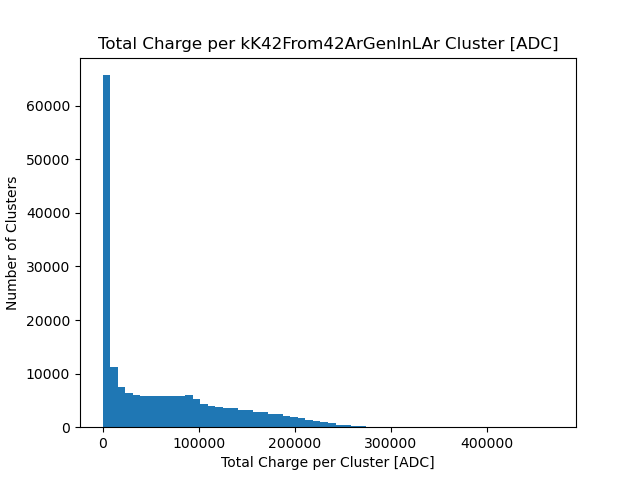 Total Charge per kK42From42ArGenInLAr Cluster [ADC]
Number of Clusters
60000
50000
40000
30000
20000
10000
0
0 100000 200000 300000 400000
Total Charge per Cluster [ADC]